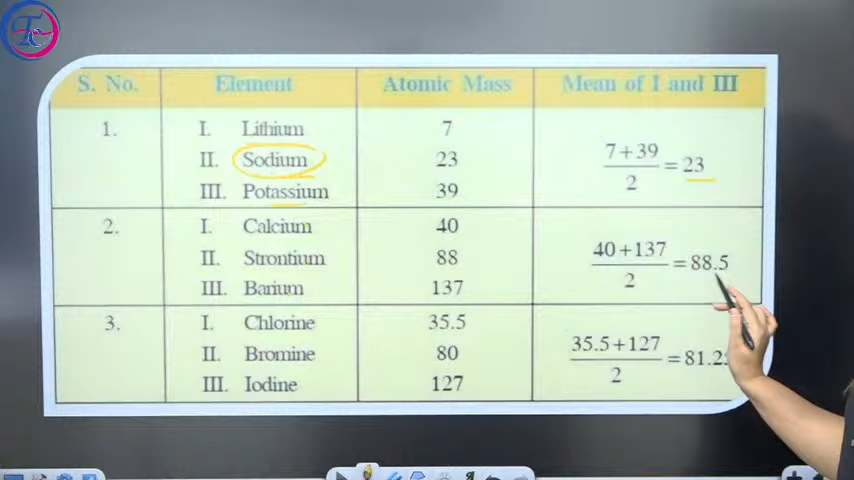 Tc
S. No. Element Atomic Mass Mean of I and III
1. I. Lithium 7
II. Sodium 23
III. Potassium 39
7+39
2
= 23
2. I. Calcium 40
II. Strontium 88
III. Barium 137
40+137
2
= 88.5
3. I. Chlorine 35.5
II. Bromine 80
III. Iodine 127
35.5+127
2
= 81.2